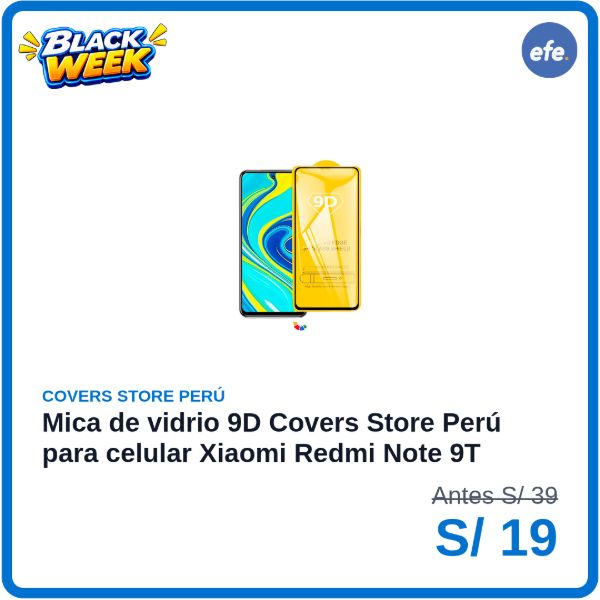 BLACK
WEEK
efe.
9D
COVERS STORE PERÚ
Mica de vidrio 9D Covers Store Perú
para celular Xiaomi Redmi Note 9T
Antes S/ 39
S/ 19